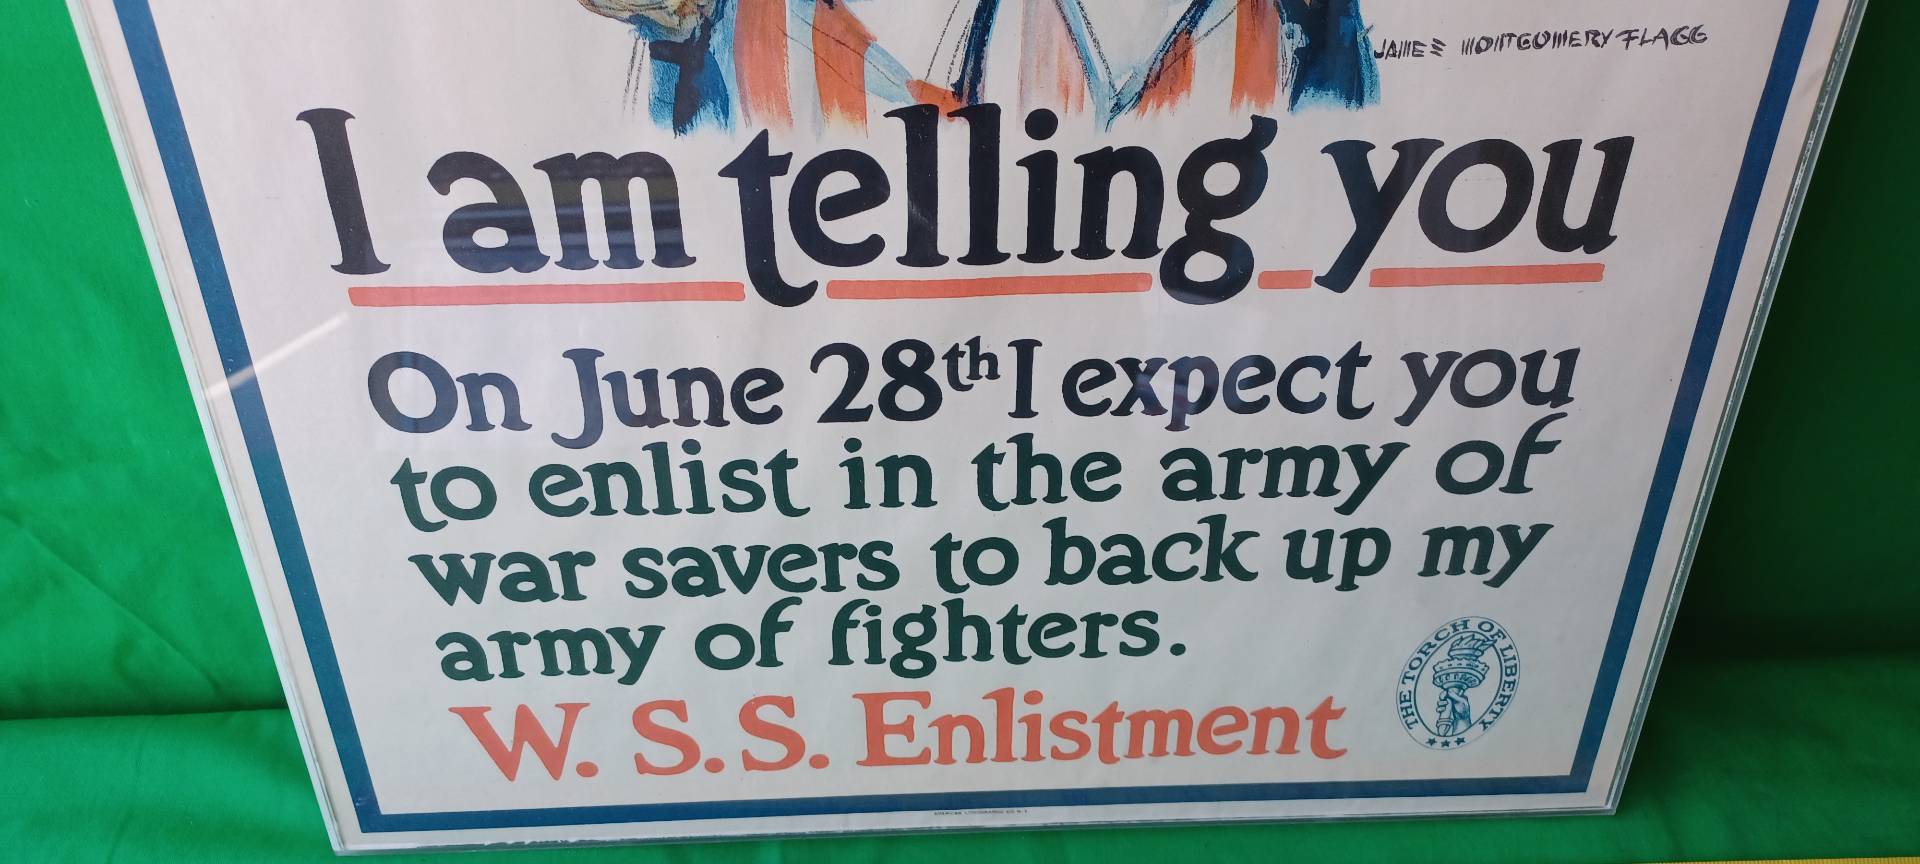 JAMES MONTGOMERY FLAGG
I am telling you
On June 28th I expect you
to enlist in the army of
war savers to back up my
army of fighters.
W. S. S. Enlistment
THE TORCH OF LIBERTY